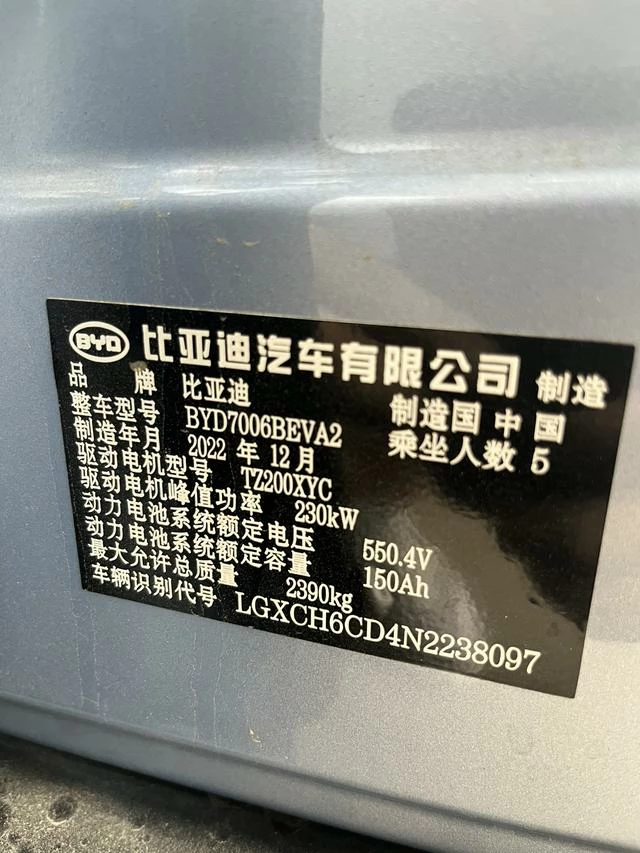 BYD 比亚迪汽车有限公司 制造
品 牌 比亚迪 制造国 中国
整车型号 BYD7006BEVA2 乘坐人数 5
制造年月 2022 年 12 月
驱动电机型号 TZ200XYC
驱动电机峰值功率 230kW
动力电池系统额定电压 550.4V
动力电池系统额定容量 150Ah
最大允许总质量 2390kg
车辆识别代号 LGXCH6CD4N2238097